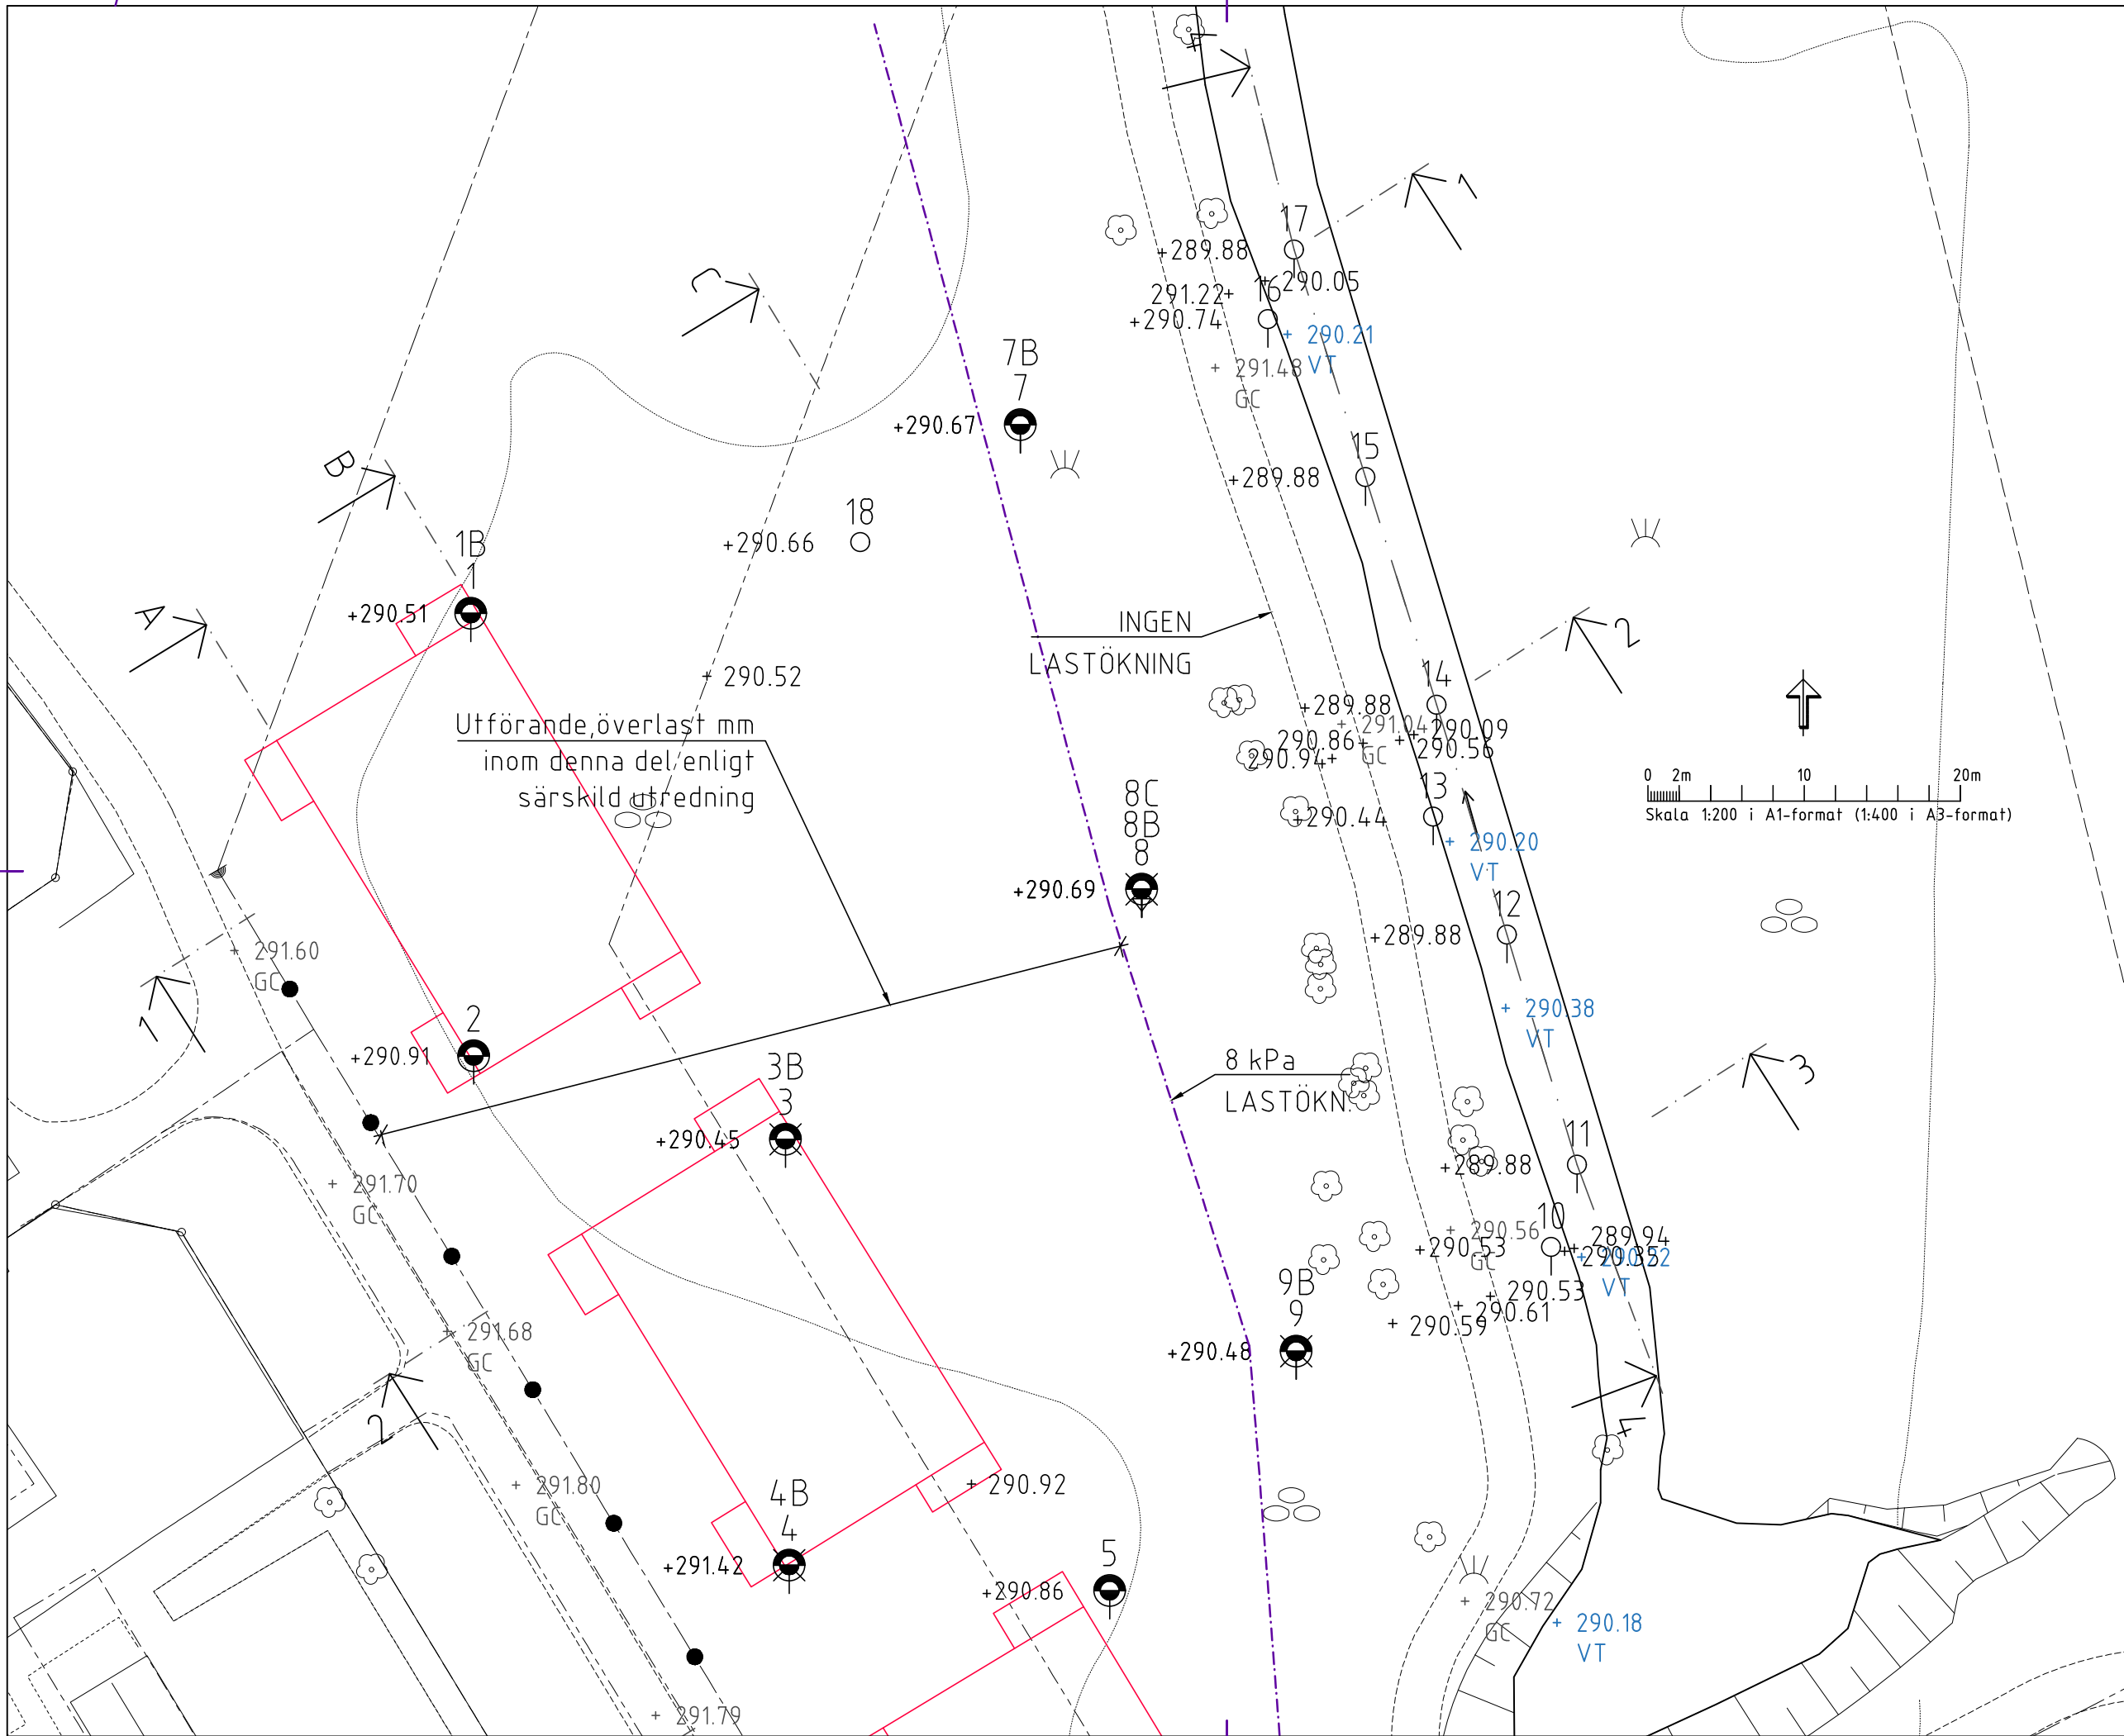 4
1
17
+289.88
+290.05
291.22+
16
+290.74
+ 290.21
VT
+ 291.48
GC
C
7B
7
+290.67
15
+289.88
B
18
+290.66
1B
1
+290.51
A
INGEN
LASTÖKNING
2
+ 290.52
14
+289.88
+ 291.04
GC
+ 290.09
290.86+
+ 290.56
290.94+
Utförande,överlast mm
inom denna del enligt
särskild utredning
0 2m 10 20m
Skala 1:200 i A1-format (1:400 i A3-format)
13
+290.44
+ 290.20
VT
8C
8B
8
+290.69
12
+289.88
+ 291.60
GC
1
+ 290.38
VT
2
+290.91
8 kPa
LASTÖKN.
3
3B
3
+290.45
11
+289.88
+ 291.70
GC
10
+290.53
+ 290.56
GC
+ 289.94
+290.35
VT
+ 290.53
+ 290.61
+ 290.59
9B
9
+290.48
+ 291.68
GC
2
4
+ 291.80
GC
+ 290.92
4B
4
+291.42
5
+290.86
+ 290.72
GC
+ 290.18
VT
+ 291.79